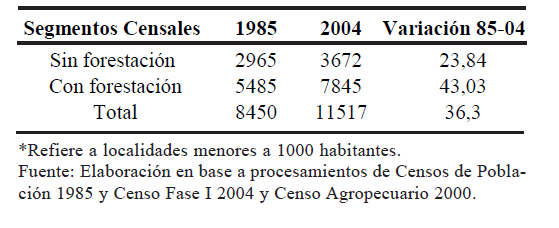 Segmentos Censales 1985 2004 Variación 85-04
Sin forestación 2965 3672 23,84
Con forestación 5485 7845 43,03
Total 8450 11517 36,3
*Refiere a localidades menores a 1000 habitantes.
Fuente: Elaboración en base a procesamientos de Censos de Pobla-
ción 1985 y Censo Fase I 2004 y Censo Agropecuario 2000.